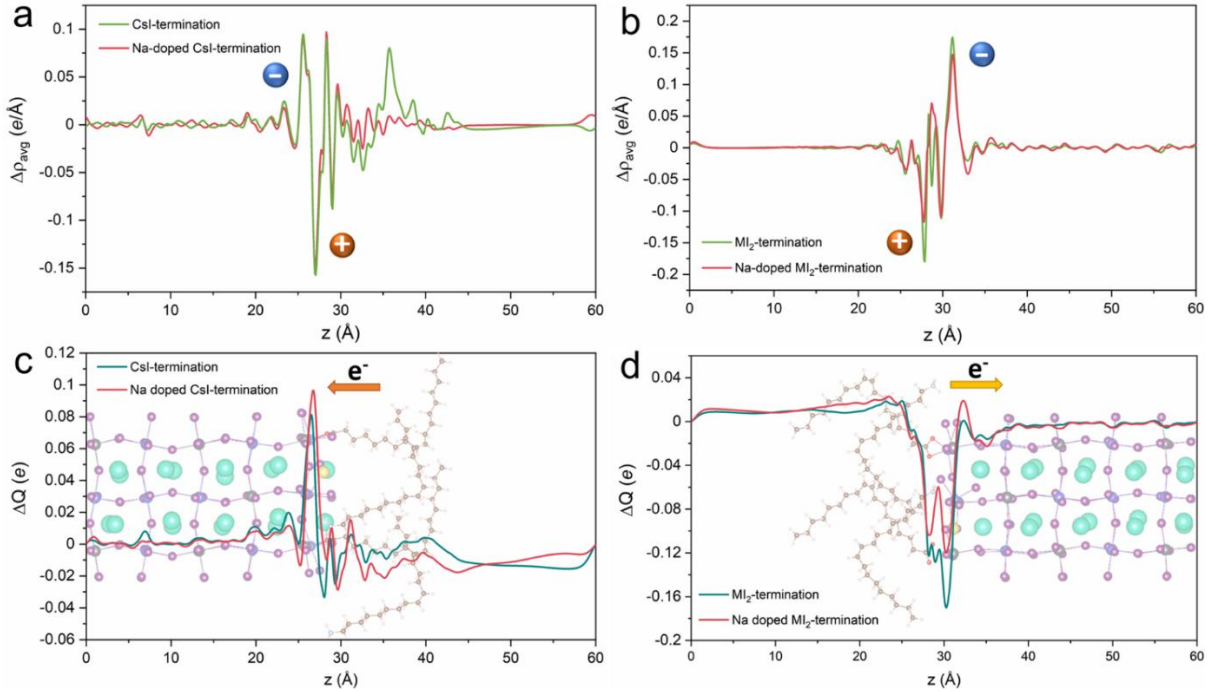 a
CsI-termination
Na-doped CsI-termination
Δρavg (e/Å)
0.1
0.05
0
-0.05
-0.1
-0.15
−
+
0 10 20 30 40 50 60
z (Å)
b
Δρavg (e/Å)
0.2
0.15
0.1
0.05
0
-0.05
-0.1
-0.15
-0.2
−
+
MI₂-termination
Na-doped MI₂-termination
0 10 20 30 40 50 60
z (Å)
c
CsI-termination
Na doped CsI-termination
e⁻
ΔQ (e)
0.12
0.1
0.08
0.06
0.04
0.02
0
-0.02
-0.04
-0.06
0 10 20 30 40 50 60
z (Å)
d
e⁻
ΔQ (e)
0.04
0
-0.04
-0.08
-0.12
-0.16
-0.2
MI₂-termination
Na doped MI₂-termination
0 10 20 30 40 50 60
z (Å)